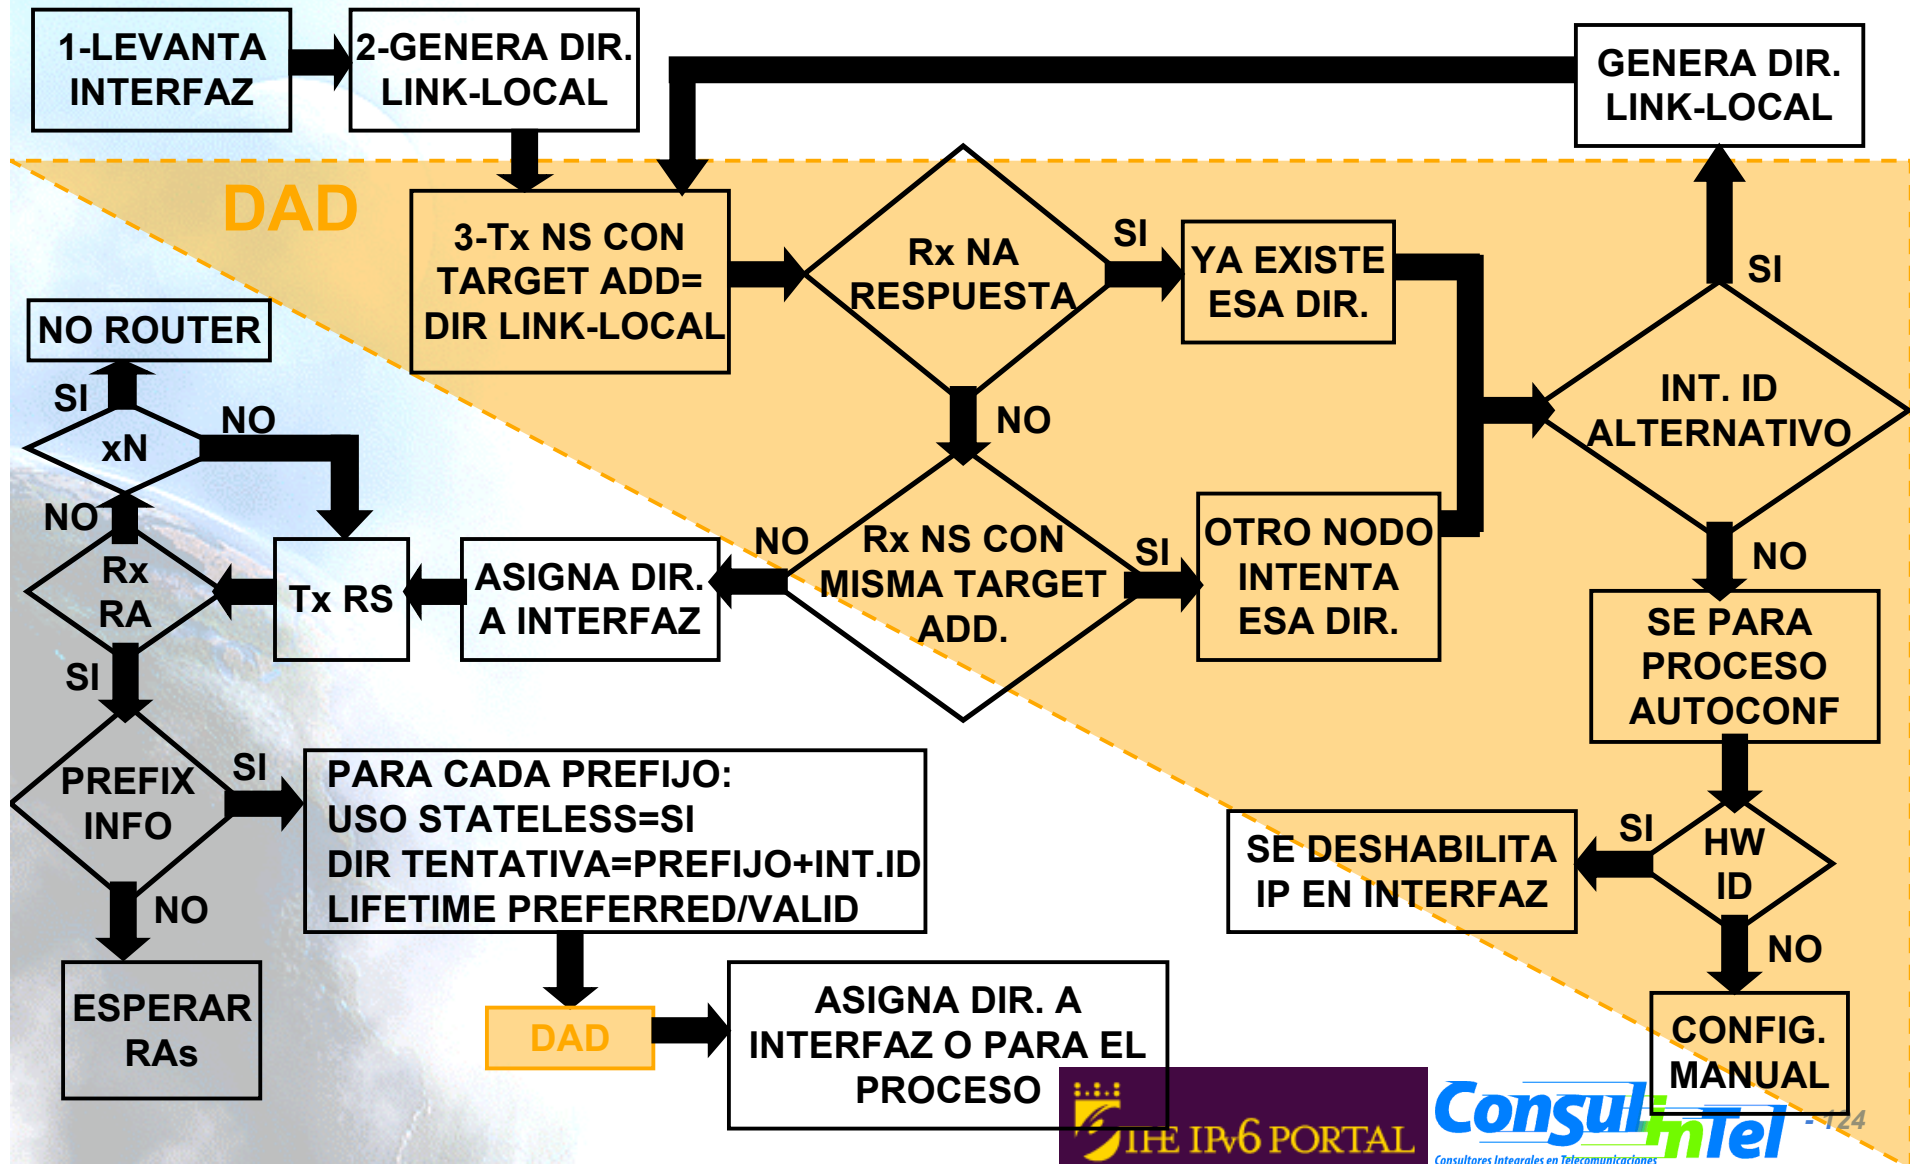 1-LEVANTA
INTERFAZ
2-GENERA DIR.
LINK-LOCAL
GENERA DIR.
LINK-LOCAL
DAD
3-Tx NS CON
TARGET ADD=
DIR LINK-LOCAL
Rx NA
RESPUESTA
SI
YA EXISTE
ESA DIR.
SI
INT. ID
ALTERNATIVO
NO
NO ROUTER
SI
xN
NO
NO
Rx
RA
Tx RS
ASIGNA DIR.
A INTERFAZ
NO
Rx NS CON
MISMA TARGET
ADD.
SI
OTRO NODO
INTENTA
ESA DIR.
NO
SE PARA
PROCESO
AUTOCONF
SI
PREFIX
INFO
SI
PARA CADA PREFIJO:
USO STATELESS=SI
DIR TENTATIVA=PREFIJO+INT.ID
LIFETIME PREFERRED/VALID
SE DESHABILITA
IP EN INTERFAZ
SI
HW
ID
NO
NO
ESPERAR
RAs
DAD
ASIGNA DIR. A
INTERFAZ O PARA EL
PROCESO
CONFIG.
MANUAL
THE IPv6 PORTAL
ConsulinTel
Consultores Integrales en Telecomunicaciones
- 124